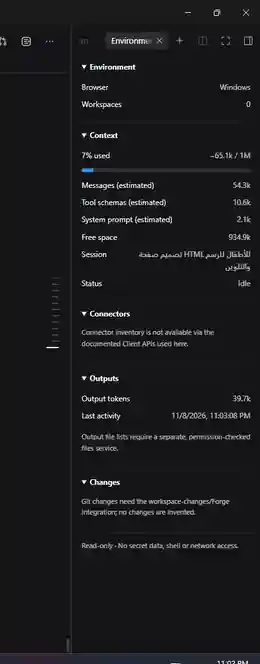 Environme
Environment
Browser Windows
Workspaces 0
Context
7% used ~65.1k / 1M
Messages (estimated) 54.3k
Tool schemas (estimated) 10.6k
System prompt (estimated) 2.1k
Free space 934.9k
Session لتصميم صفحة HTML للأطفال للرسم
والتلوين
Status Idle
Connectors
Connector inventory is not available via the
documented Client APIs used here.
Outputs
Output tokens 39.7k
Last activity 11/8/2026, 11:03:08 PM
Output file lists require a separate, permission-checked
files service.
Changes
Git changes need the workspace-changes/Forge
integration; no changes are invented.
Read-only - No secret data, shell or network access.